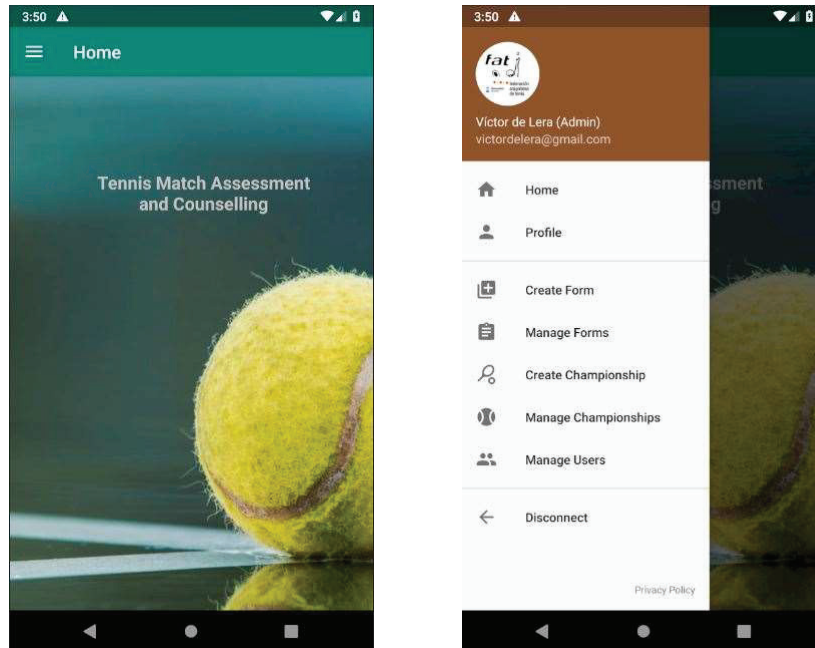 3:50
Home
Tennis Match Assessment
and Counselling
3:50
fat
Víctor de Lera (Admin)
victordelera@gmail.com
Home
Profile
Create Form
Manage Forms
Create Championship
Manage Championships
Manage Users
Disconnect
Privacy Policy
ssment
g